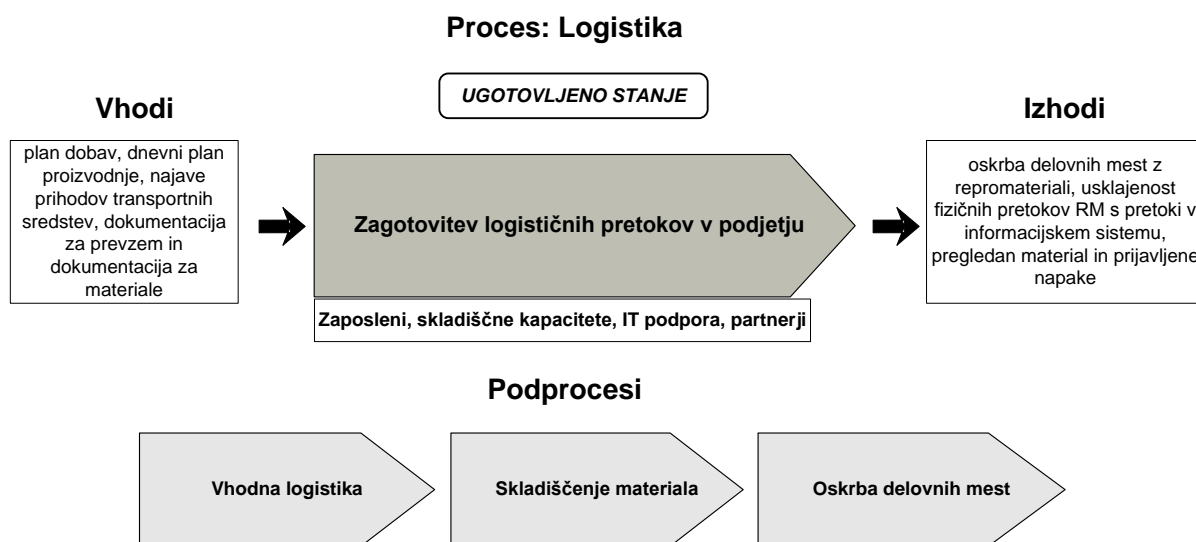 Proces: Logistika
UGOTOVLJENO STANJE
Vhodi
Izhodi
plan dobav, dnevni plan
proizvodnje, najave
prihodov transportnih
sredstev, dokumentacija
za prevzem in
dokumentacija za
materiale
Zagotovitev logističnih pretokov v podjetju
oskrba delovnih mest z
repromateriali, usklajenost
fizičnih pretokov RM s pretoki v
informacijskem sistemu,
pregledan material in prijavljene
napake
Zaposleni, skladiščne kapacitete, IT podpora, partnerji
Podprocesi
Vhodna logistika
Skladiščenje materiala
Oskrba delovnih mest